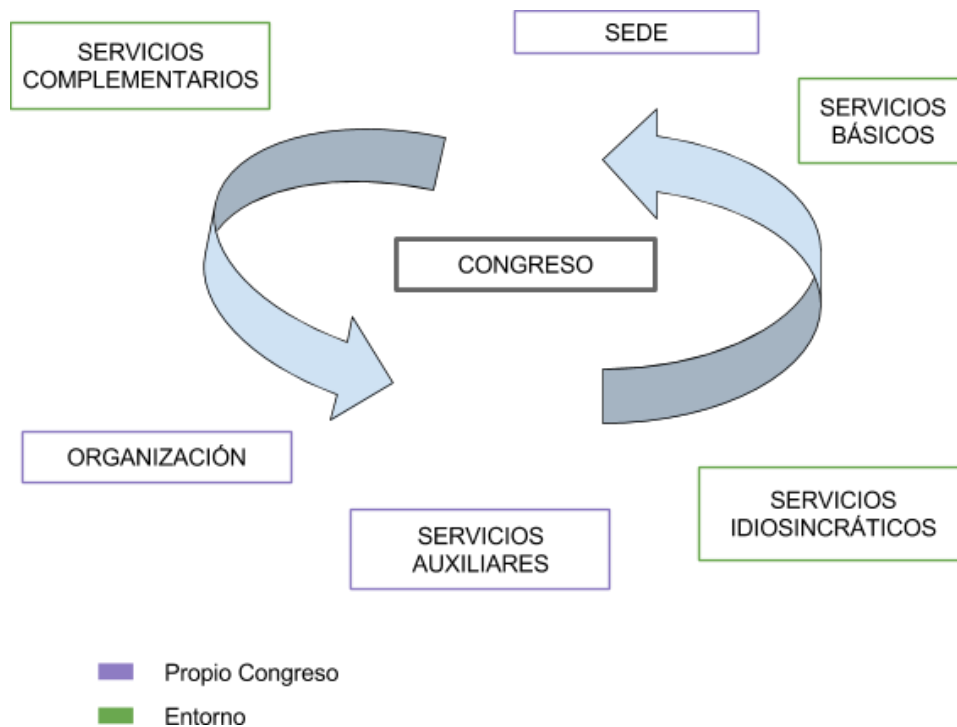 SEDE
SERVICIOS
COMPLEMENTARIOS
SERVICIOS
BÁSICOS
CONGRESO
ORGANIZACIÓN
SERVICIOS
IDIOSINCRÁTICOS
SERVICIOS
AUXILIARES
Propio Congreso
Entorno